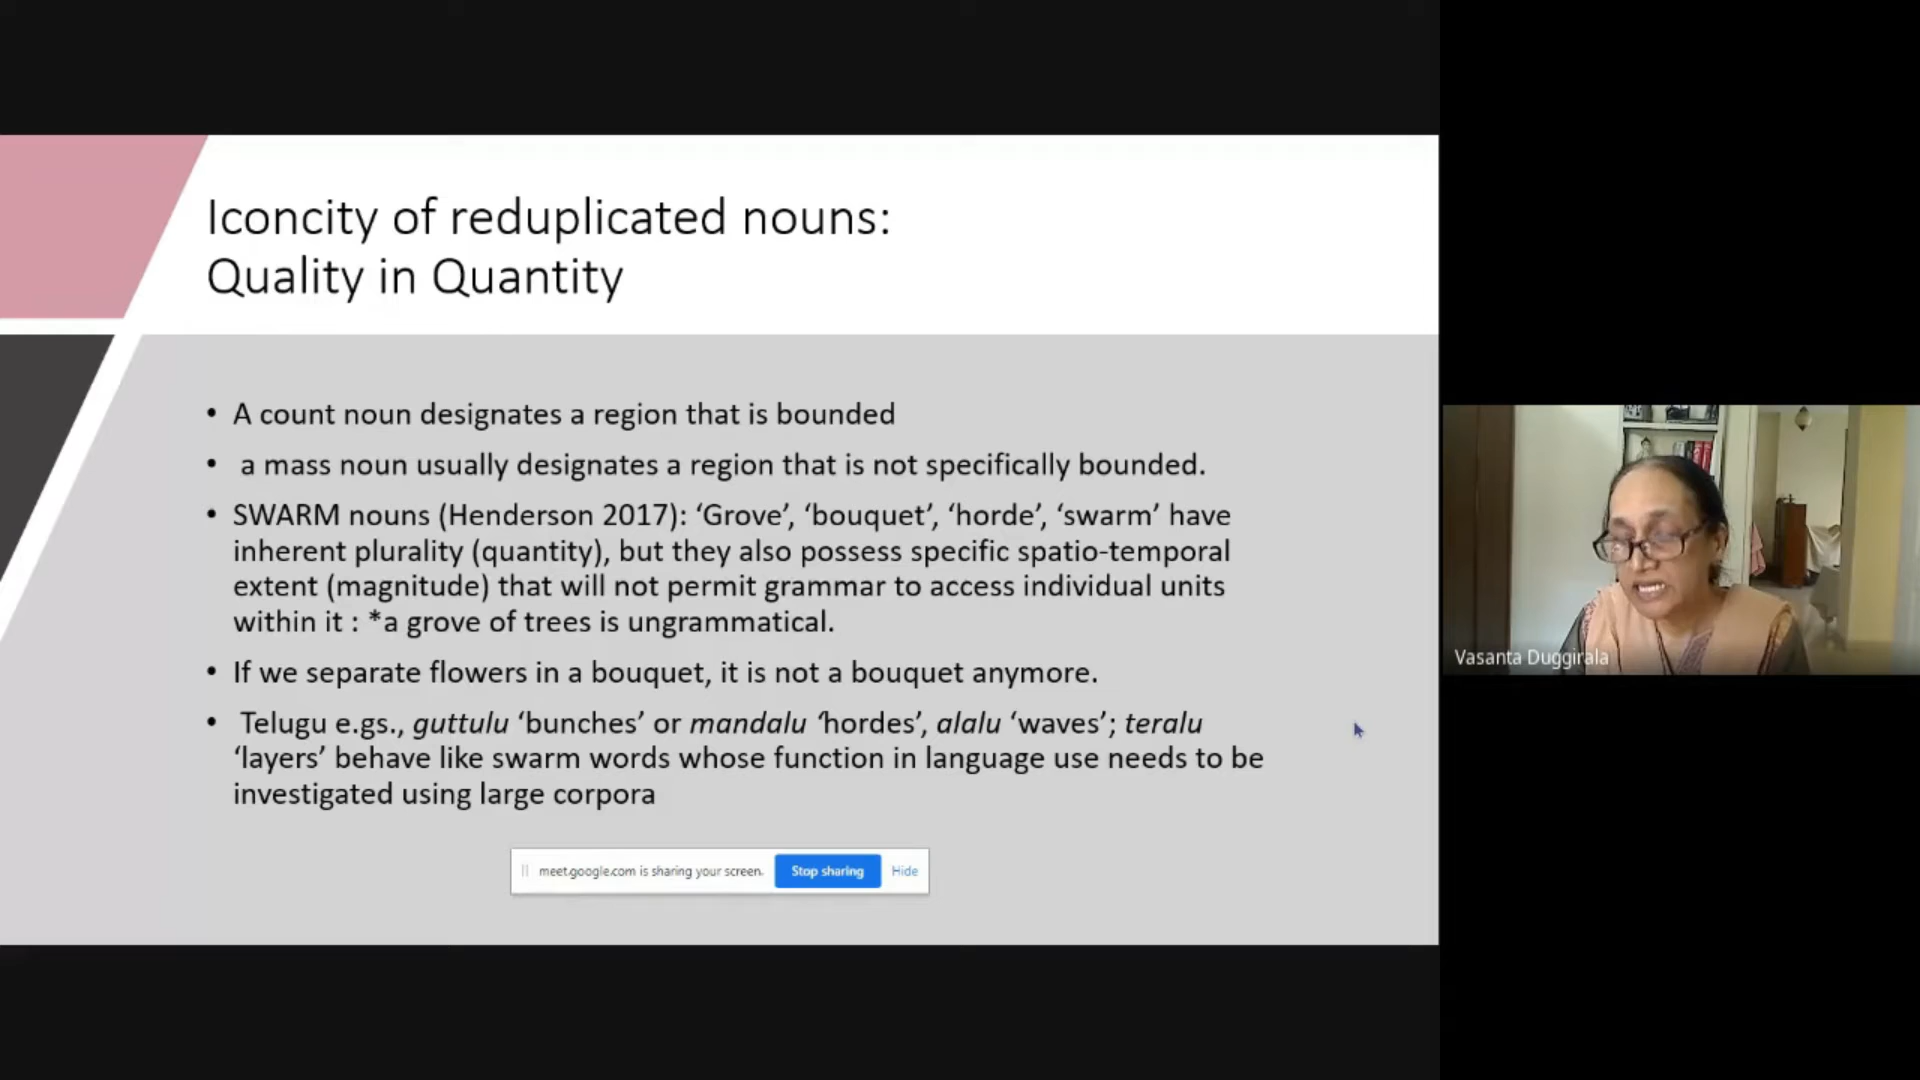 Iconcity of reduplicated nouns:
Quality in Quantity
• A count noun designates a region that is bounded
• a mass noun usually designates a region that is not specifically bounded.
• SWARM nouns (Henderson 2017): ‘Grove’, ‘bouquet’, ‘horde’, ‘swarm’ have
inherent plurality (quantity), but they also possess specific spatio-temporal
extent (magnitude) that will not permit grammar to access individual units
within it : *a grove of trees is ungrammatical.
• If we separate flowers in a bouquet, it is not a bouquet anymore.
• Telugu e.gs., guttulu ‘bunches’ or mandalu ‘hordes’, alalu ‘waves’; teralu
‘layers’ behave like swarm words whose function in language use needs to be
investigated using large corpora
meet.google.com is sharing your screen. Stop sharing Hide
Vasanta Duggirala